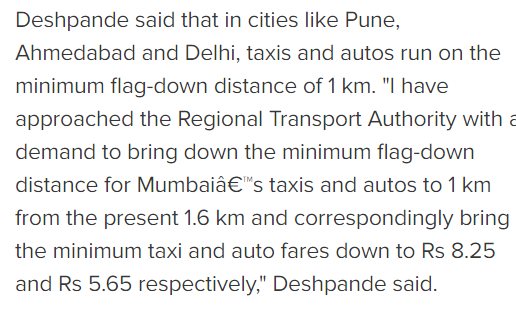 Deshpande said that in cities like Pune,
Ahmedabad and Delhi, taxis and autos run on the
minimum flag-down distance of 1 km. "I have
approached the Regional Transport Authority with a
demand to bring down the minimum flag-down
distance for Mumbaiâ€™s taxis and autos to 1 km
from the present 1.6 km and correspondingly bring
the minimum taxi and auto fares down to Rs 8.25
and Rs 5.65 respectively," Deshpande said.